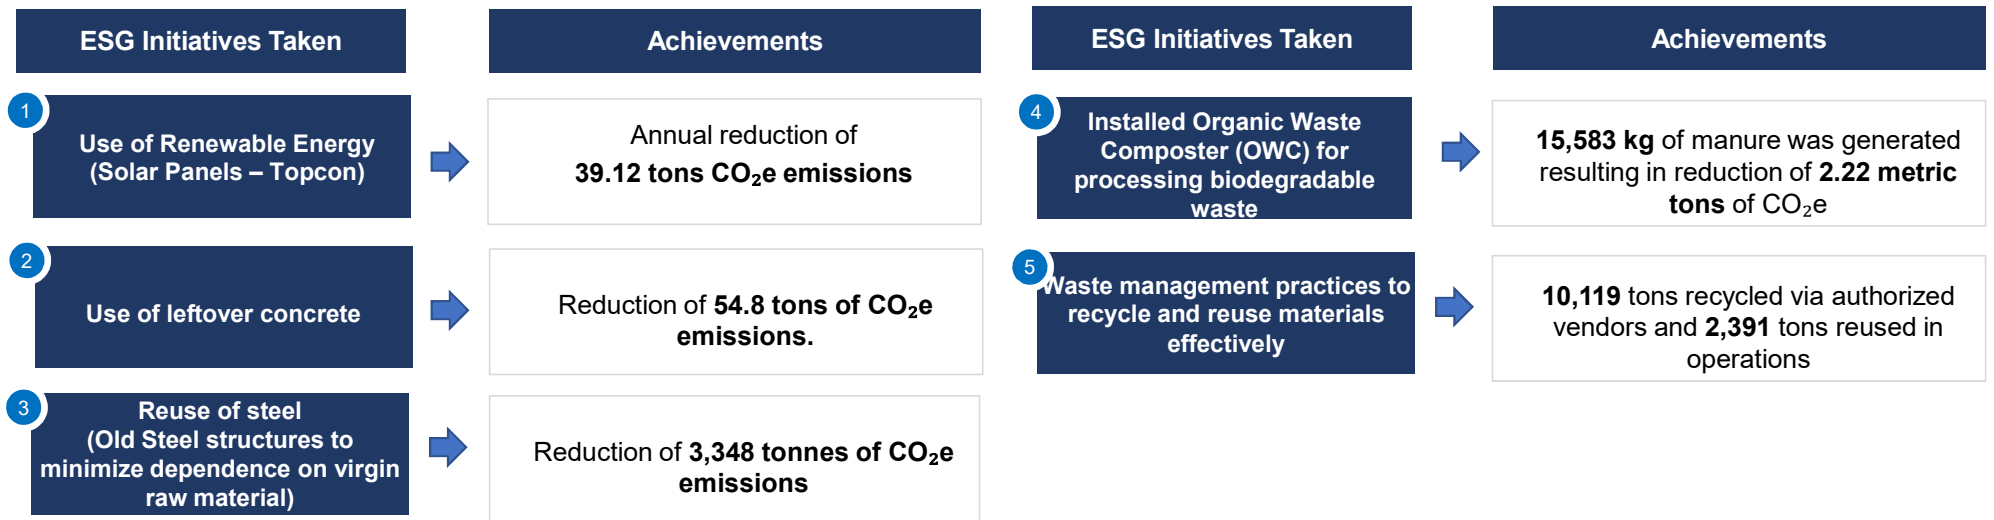 ESG Initiatives Taken
Achievements
1
Use of Renewable Energy
(Solar Panels – Topcon)
Annual reduction of
39.12 tons CO₂e emissions
2
Use of leftover concrete
Reduction of 54.8 tons of CO₂e
emissions.
3
Reuse of steel
(Old Steel structures to
minimize dependence on virgin
raw material)
Reduction of 3,348 tonnes of CO₂e
emissions
ESG Initiatives Taken
Achievements
4
Installed Organic Waste
Composter (OWC) for
processing biodegradable
waste
15,583 kg of manure was generated
resulting in reduction of 2.22 metric
tons of CO₂e
5
Waste management practices to
recycle and reuse materials
effectively
10,119 tons recycled via authorized
vendors and 2,391 tons reused in
operations